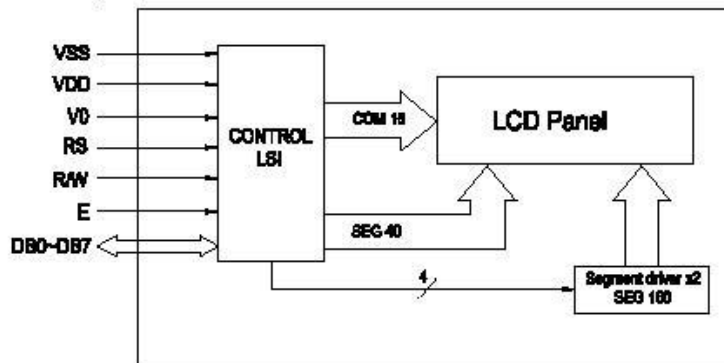 VSS
VDD
V0
RS
R/W
E
DB0~DB7
CONTROL
LSI
COM 16
SEG 40
LCD Panel
4
Segment driver x2
SEG 160